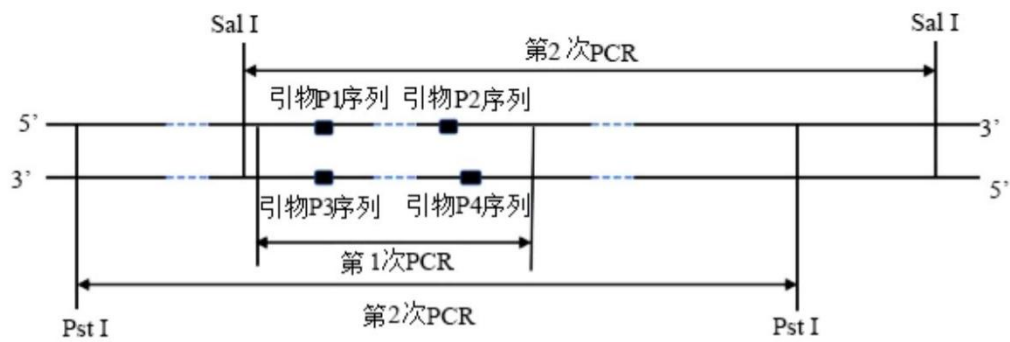 Sal I
Sal I
第2次PCR
引物P1序列
引物P2序列
5’
3’
3’
5’
引物P3序列
引物P4序列
第1次PCR
第2次PCR
Pst I
Pst I